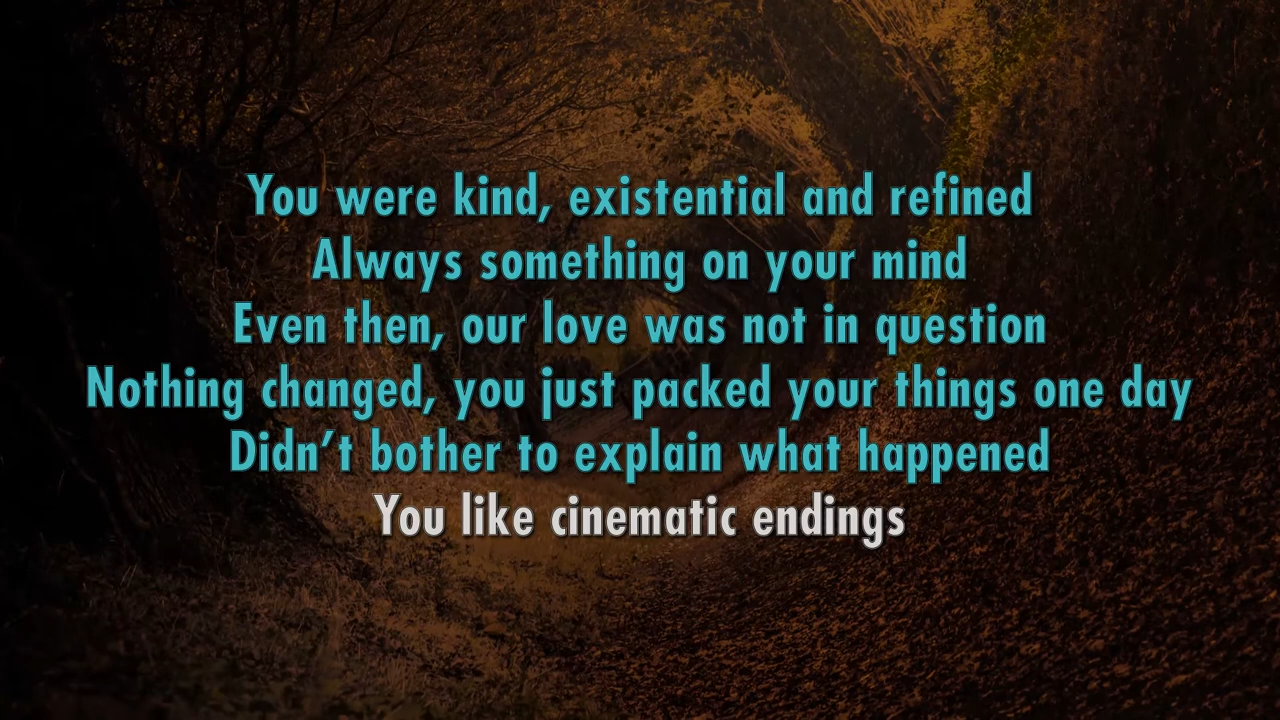 You were kind, existential and refined
Always something on your mind
Even then, our love was not in question
Nothing changed, you just packed your things one day
Didn’t bother to explain what happened
You like cinematic endings